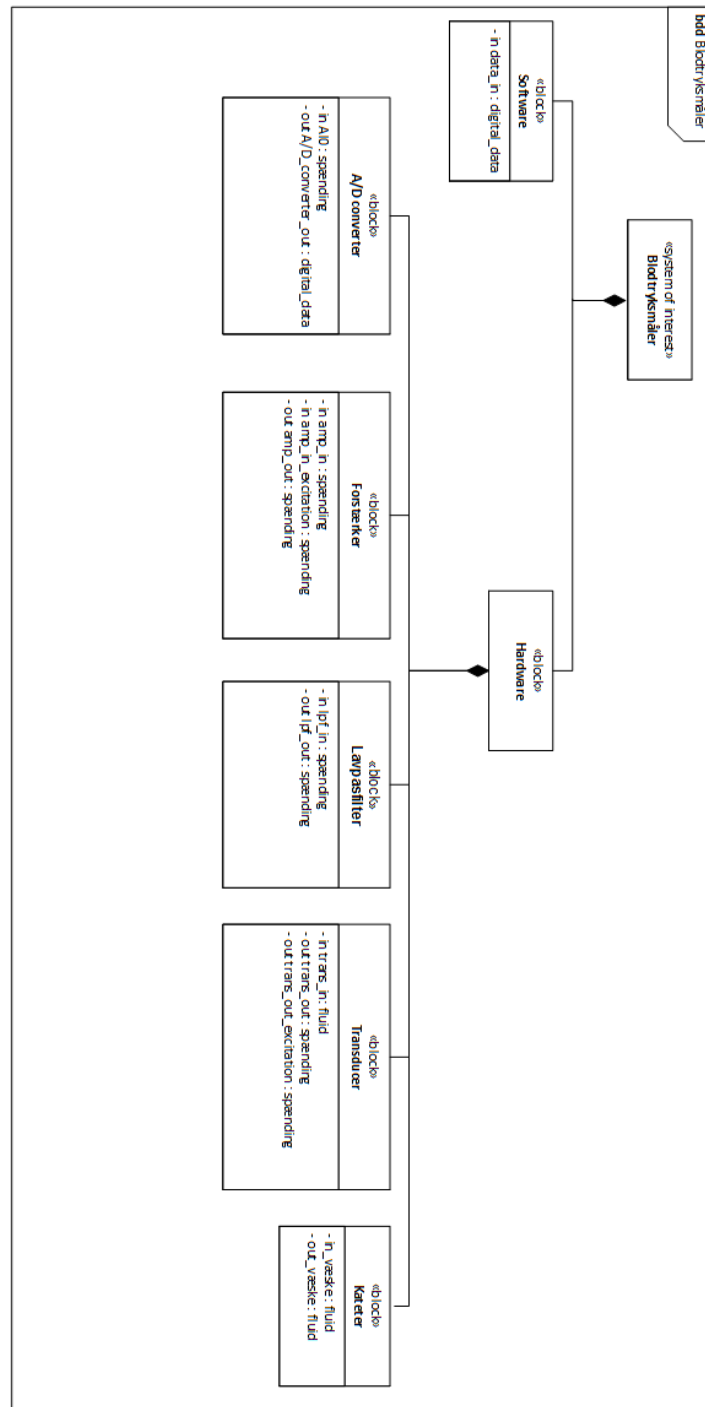 bdd Blodtryksmåler
«system of interest»
Blodtryksmåler
«block»
Software
- in data_in : digital_data
«block»
Hardware
«block»
A/D converter
- in AI0 : spænding
- out A/D_converter_out : digital_data
«block»
Forstærker
- in amp_in : spænding
- in amp_in_excitation : spænding
- out amp_out : spænding
«block»
Lavpasfilter
- in lpf_in : spænding
- out lpf_out : spænding
«block»
Transducer
- in trans_in : fluid
- out trans_out : spænding
- out trans_out_excitation : spænding
«block»
Kateter
- in_væske : fluid
- out_væske : fluid